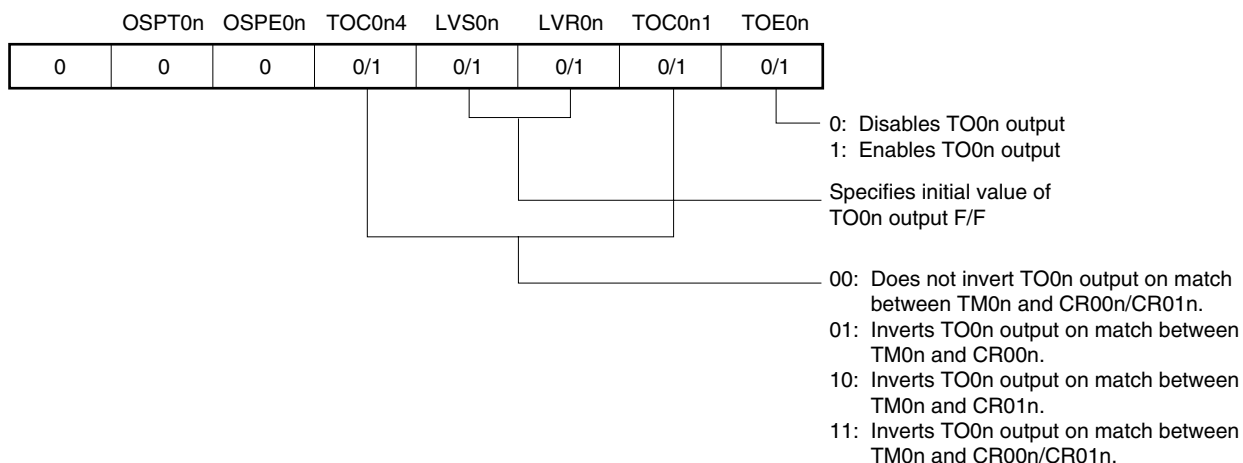 OSPT0n OSPE0n TOC0n4 LVS0n LVR0n TOC0n1 TOE0n
0 0 0 0/1 0/1 0/1 0/1 0/1
0: Disables TO0n output
1: Enables TO0n output
Specifies initial value of
TO0n output F/F
00: Does not invert TO0n output on match
between TM0n and CR00n/CR01n.
01: Inverts TO0n output on match between
TM0n and CR00n.
10: Inverts TO0n output on match between
TM0n and CR01n.
11: Inverts TO0n output on match between
TM0n and CR00n/CR01n.